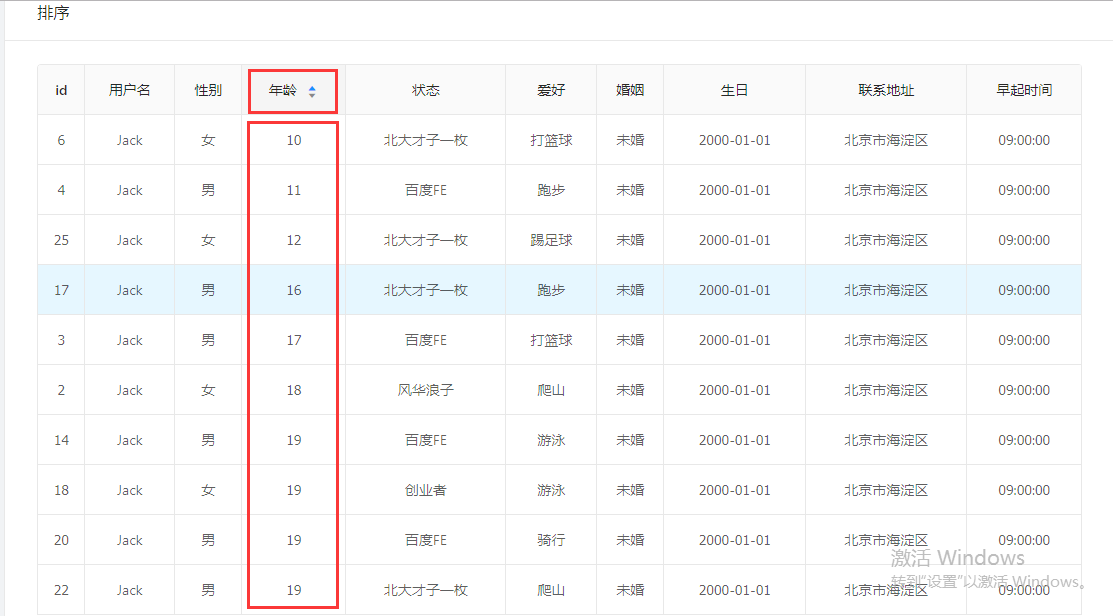 排序
id 用户名 性别 年龄 状态 爱好 婚姻 生日 联系地址 早起时间
6 Jack 女 10 北大才子一枚 打篮球 未婚 2000-01-01 北京市海淀区 09:00:00
4 Jack 男 11 百度FE 跑步 未婚 2000-01-01 北京市海淀区 09:00:00
25 Jack 女 12 北大才子一枚 踢足球 未婚 2000-01-01 北京市海淀区 09:00:00
17 Jack 男 16 北大才子一枚 跑步 未婚 2000-01-01 北京市海淀区 09:00:00
3 Jack 男 17 百度FE 打篮球 未婚 2000-01-01 北京市海淀区 09:00:00
2 Jack 女 18 风华浪子 爬山 未婚 2000-01-01 北京市海淀区 09:00:00
14 Jack 男 19 百度FE 游泳 未婚 2000-01-01 北京市海淀区 09:00:00
18 Jack 女 19 创业者 游泳 未婚 2000-01-01 北京市海淀区 09:00:00
20 Jack 男 19 百度FE 骑行 未婚 2000-01-01 北京市海淀区 09:00:00
激活 Windows
22 Jack 男 19 北大才子一枚 爬山 未婚 2000-01-01 北京市海淀区 09:00:00
转到"设置"以激活 Windows。